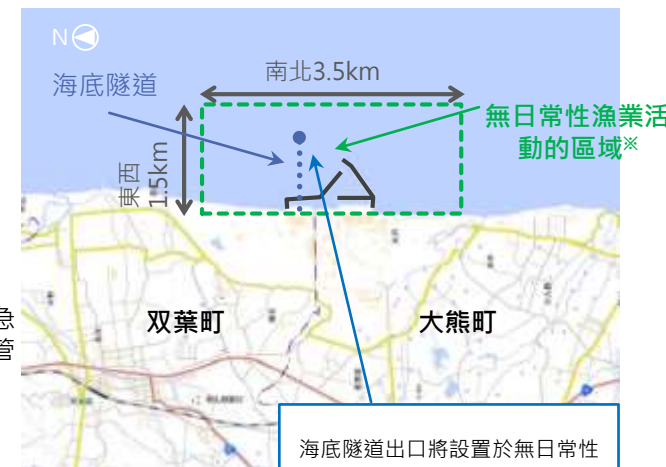 N
海底隧道
南北3.5km
無日常性漁業活
動的區域※
東西
1.5km
急
管
双葉町
大熊町
海底隧道出口將設置於無日常性